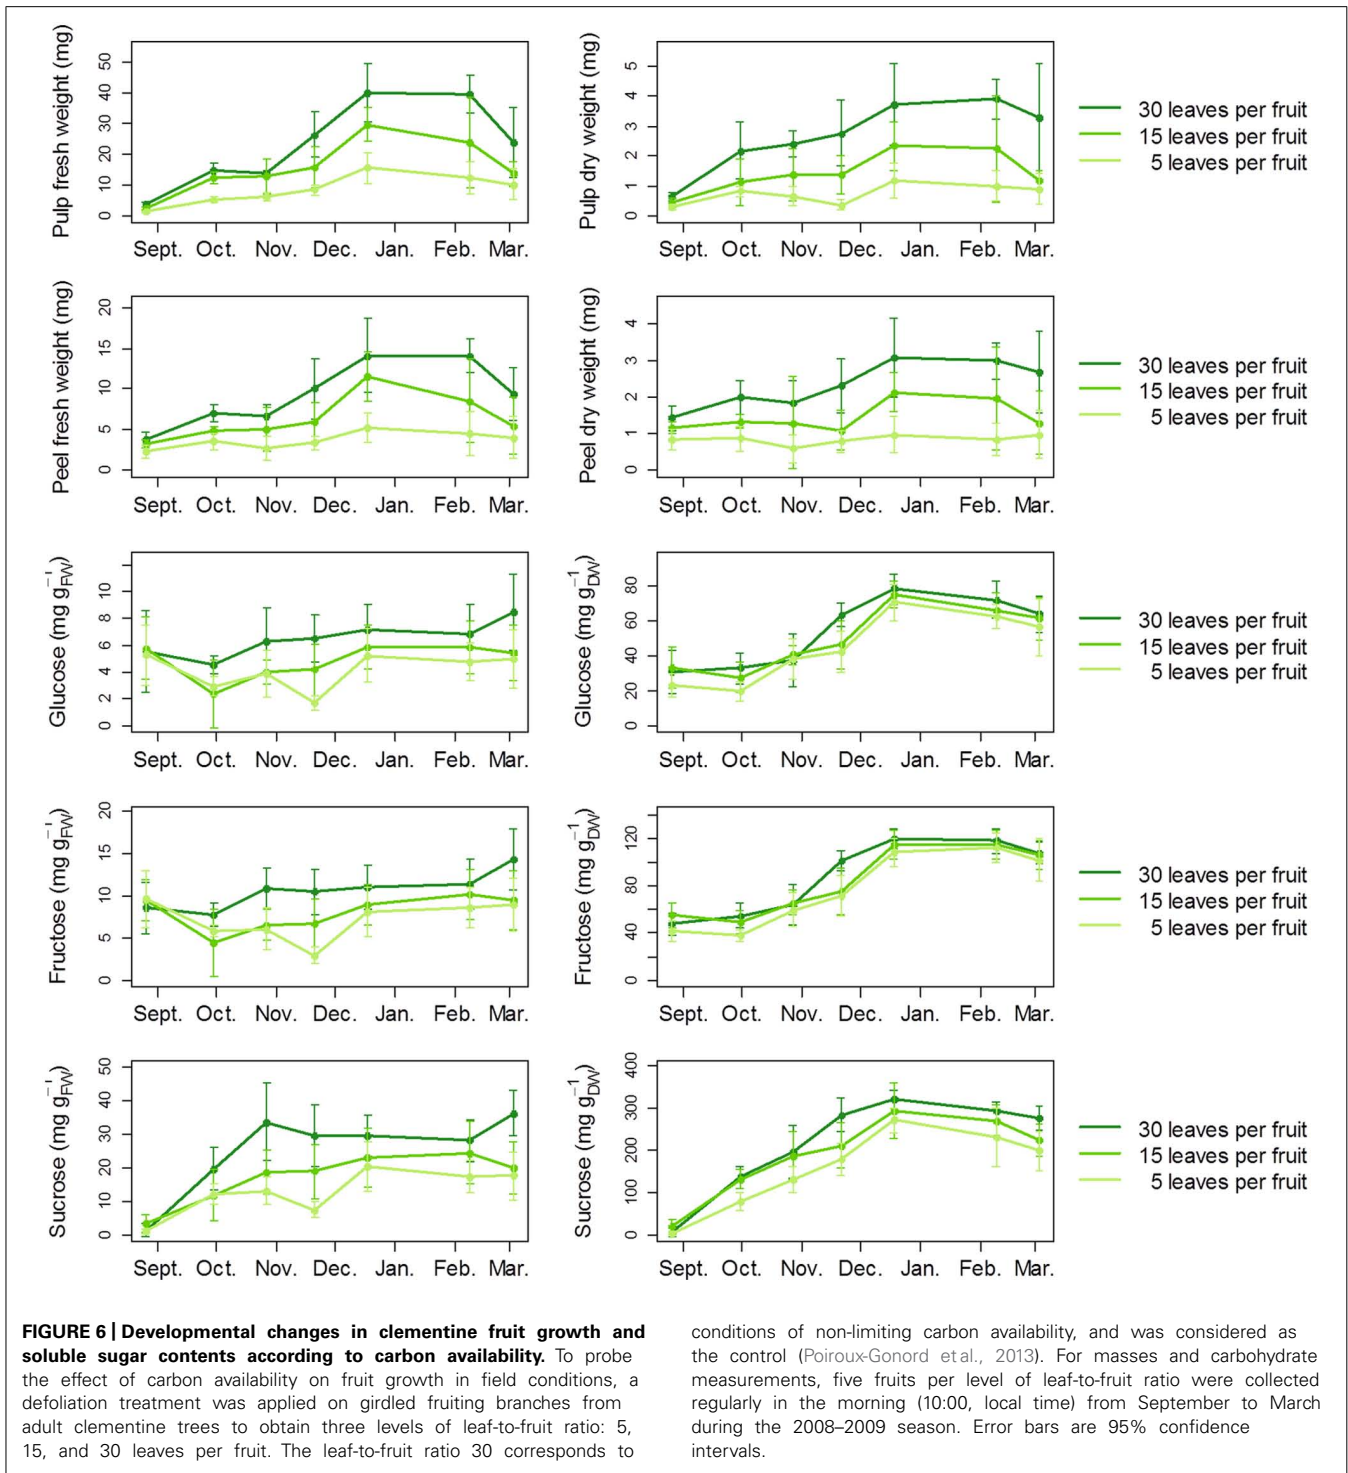 Pulp fresh weight (mg)
0 10 20 30 40 50
Sept. Oct. Nov. Dec. Jan. Feb. Mar.
Pulp dry weight (mg)
0 1 2 3 4 5
Sept. Oct. Nov. Dec. Jan. Feb. Mar.
30 leaves per fruit
15 leaves per fruit
5 leaves per fruit
Peel fresh weight (mg)
0 5 10 15 20
Sept. Oct. Nov. Dec. Jan. Feb. Mar.
Peel dry weight (mg)
0 1 2 3 4
Sept. Oct. Nov. Dec. Jan. Feb. Mar.
30 leaves per fruit
15 leaves per fruit
5 leaves per fruit
Glucose (mg g⁻¹FW)
0 2 4 6 8 10
Sept. Oct. Nov. Dec. Jan. Feb. Mar.
Glucose (mg g⁻¹DW)
0 20 40 60 80
Sept. Oct. Nov. Dec. Jan. Feb. Mar.
30 leaves per fruit
15 leaves per fruit
5 leaves per fruit
Fructose (mg g⁻¹FW)
0 5 10 15 20
Sept. Oct. Nov. Dec. Jan. Feb. Mar.
Fructose (mg g⁻¹DW)
0 40 80 120
Sept. Oct. Nov. Dec. Jan. Feb. Mar.
30 leaves per fruit
15 leaves per fruit
5 leaves per fruit
Sucrose (mg g⁻¹FW)
0 10 20 30 40 50
Sept. Oct. Nov. Dec. Jan. Feb. Mar.
Sucrose (mg g⁻¹DW)
0 100 200 300 400
Sept. Oct. Nov. Dec. Jan. Feb. Mar.
30 leaves per fruit
15 leaves per fruit
5 leaves per fruit
FIGURE 6 | Developmental changes in clementine fruit growth and
soluble sugar contents according to carbon availability. To probe
the effect of carbon availability on fruit growth in field conditions, a
defoliation treatment was applied on girdled fruiting branches from
adult clementine trees to obtain three levels of leaf-to-fruit ratio: 5,
15, and 30 leaves per fruit. The leaf-to-fruit ratio 30 corresponds to
conditions of non-limiting carbon availability, and was considered as
the control (Poiroux-Gonord et al., 2013). For masses and carbohydrate
measurements, five fruits per level of leaf-to-fruit ratio were collected
regularly in the morning (10:00, local time) from September to March
during the 2008–2009 season. Error bars are 95% confidence
intervals.